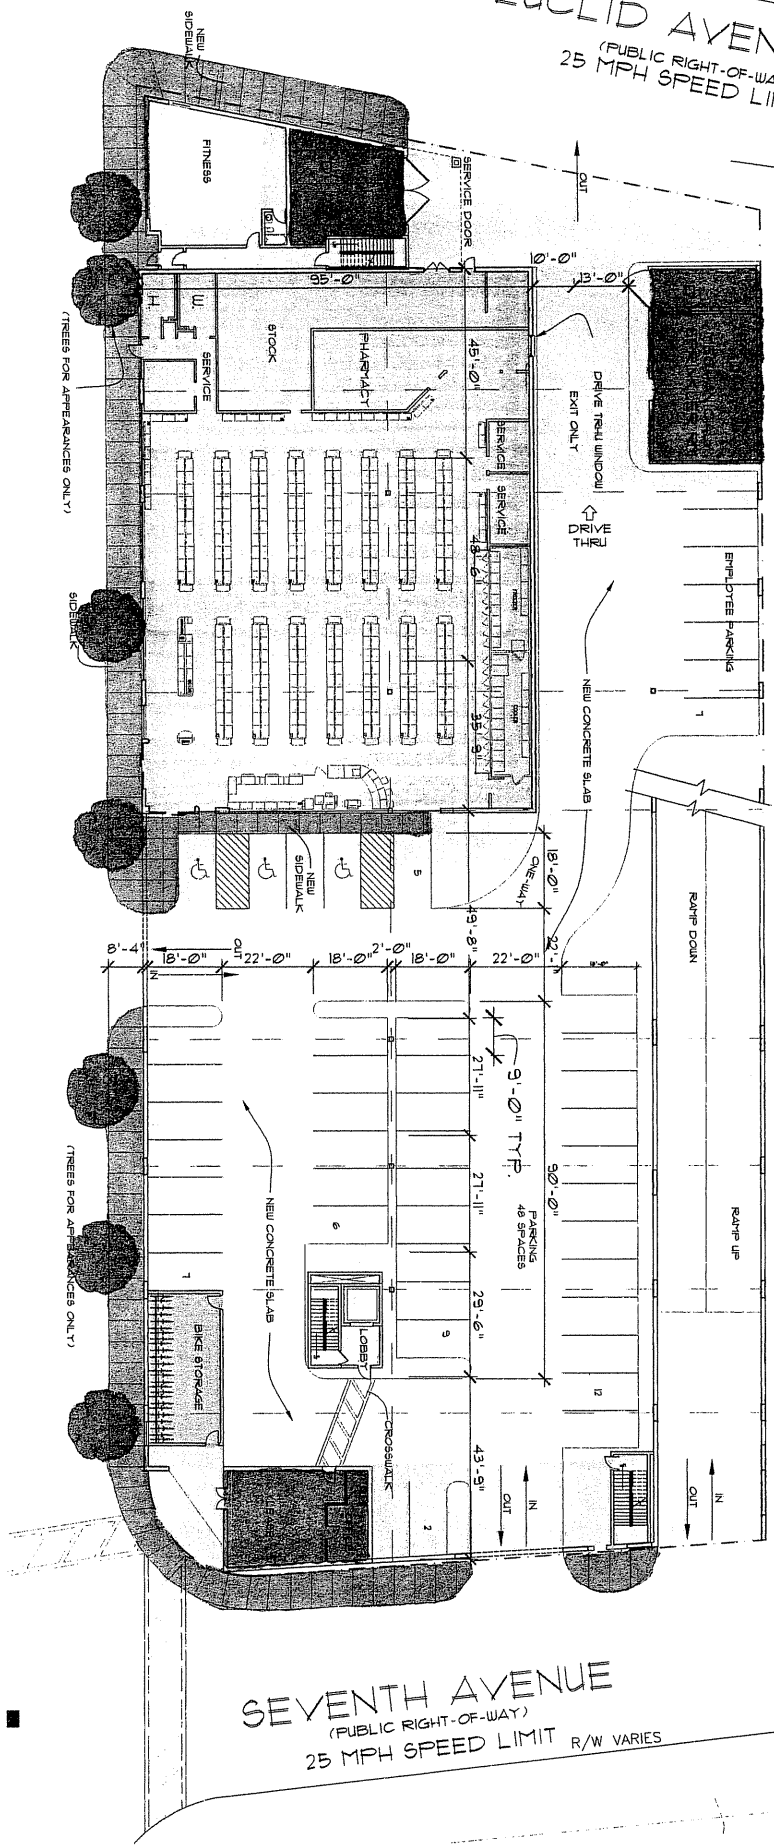 EUCLID AVEN
(PUBLIC RIGHT-OF-WA
25 MPH SPEED LI
NEW
SIDEWALK
FITNESS
SERVICE DOOR
OUT
10'-0"
13'-0"
95'-0"
M
W
STOCK
PHARMACY
SERVICE
45'-0"
DRIVE TRHU WINDOW
EXIT ONLY
(TREES FOR APPEARANCES ONLY)
SERVICE
SERVICE
DRIVE
THRU
48'-6"
FREEZER
EMPLOYEE PARKING
7
SIDEWALK
COOLER
35'-9"
NEW CONCRETE SLAB
NEW
SIDEWALK
5
ONE-WAY
18'-0"
RAMP DOWN
49'-8"
22'-
8'-4"
OUT
IN
18'-0"
22'-0"
18'-0"
2'-0"
18'-0"
22'-0"
27'-11"
9'-0" TYP.
27'-11"
90'-0"
PARKING
48 SPACES
RAMP UP
(TREES FOR APPEARANCES ONLY)
NEW CONCRETE SLAB
7
6
29'-6"
LOBBY
9
BIKE STORAGE
12
CROSSWALK
43'-9"
2
OUT
IN
OUT
IN
SEVENTH AVENUE
(PUBLIC RIGHT-OF-WAY)
25 MPH SPEED LIMIT R/W VARIES